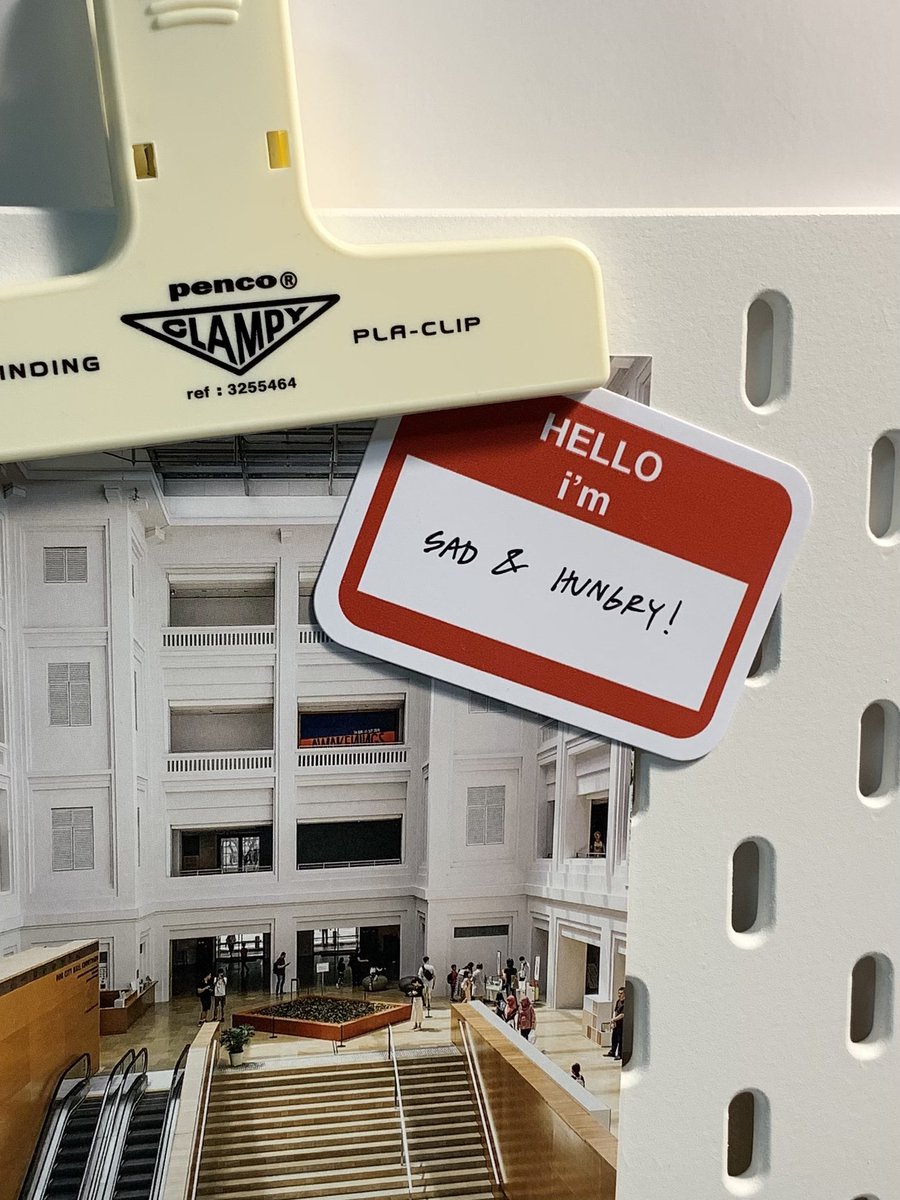 penco®
CLAMPY
INDING
PLA-CLIP
ref : 3255464
HELLO
i'm
SAD & HUNGRY!